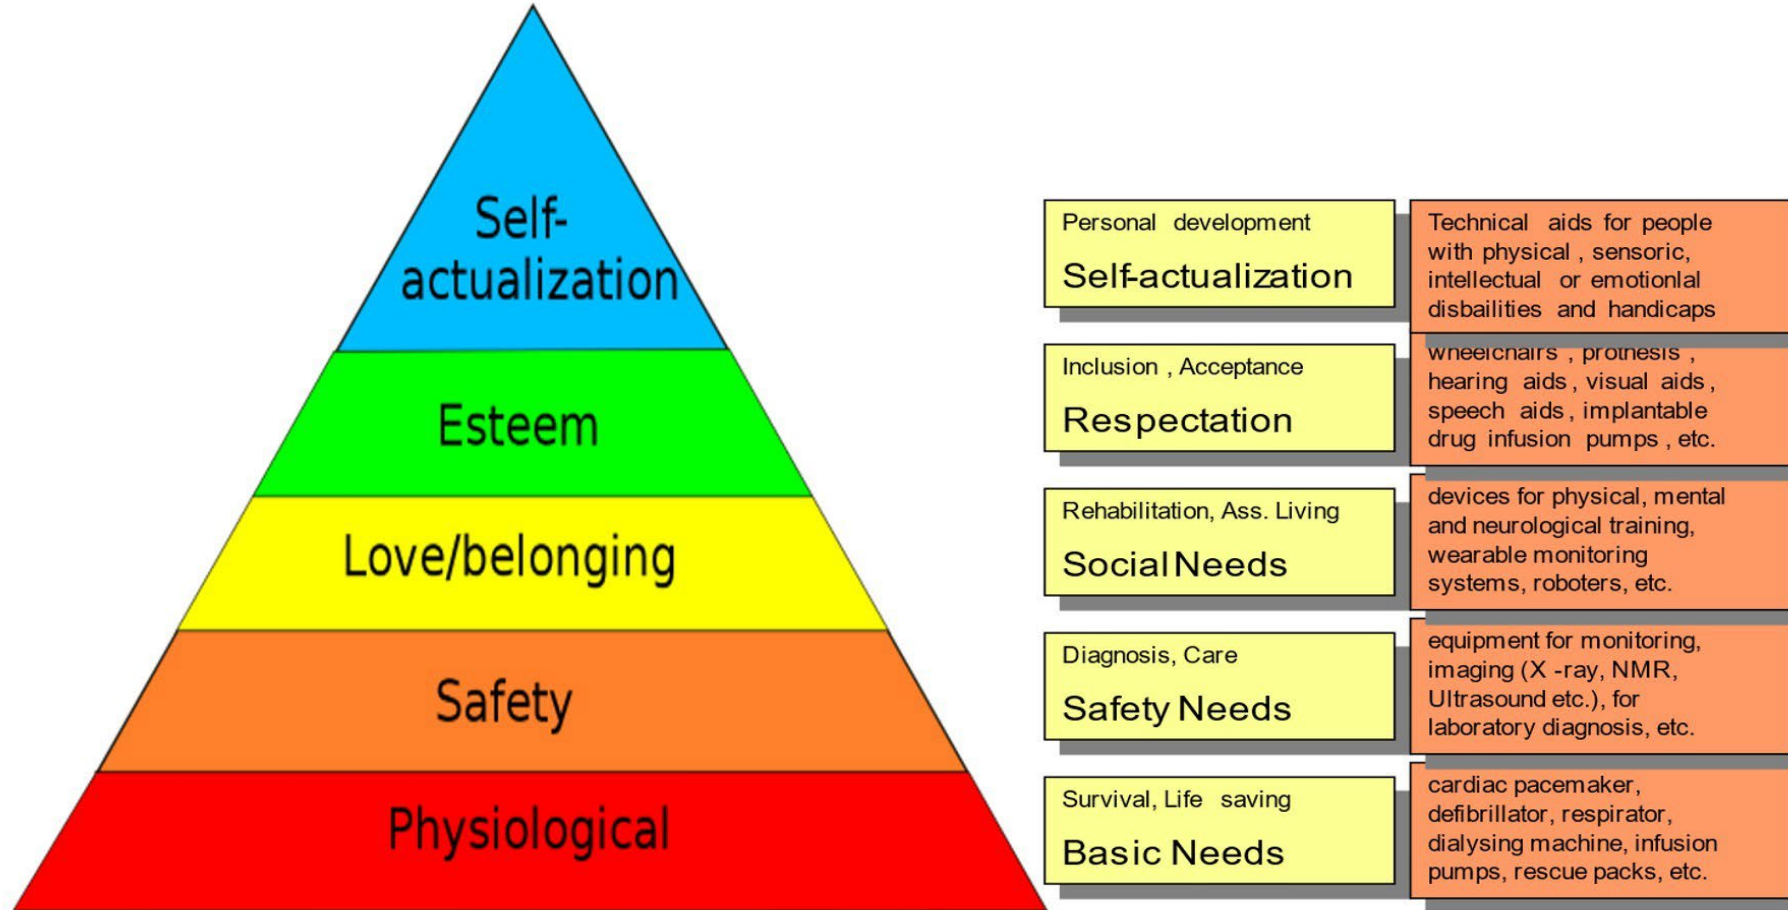 Self-
actualization
Esteem
Love/belonging
Safety
Physiological
Personal development
Self-actualization
Technical aids for people
with physical , sensoric,
intellectual or emotionlal
disbailities and handicaps
Inclusion , Acceptance
Respectation
wheelchairs , prothesis ,
hearing aids , visual aids ,
speech aids , implantable
drug infusion pumps , etc.
Rehabilitation, Ass. Living
Social Needs
devices for physical, mental
and neurological training,
wearable monitoring
systems, roboters, etc.
Diagnosis, Care
Safety Needs
equipment for monitoring,
imaging (X -ray, NMR,
Ultrasound etc.), for
laboratory diagnosis, etc.
Survival, Life saving
Basic Needs
cardiac pacemaker,
defibrillator, respirator,
dialysing machine, infusion
pumps, rescue packs, etc.